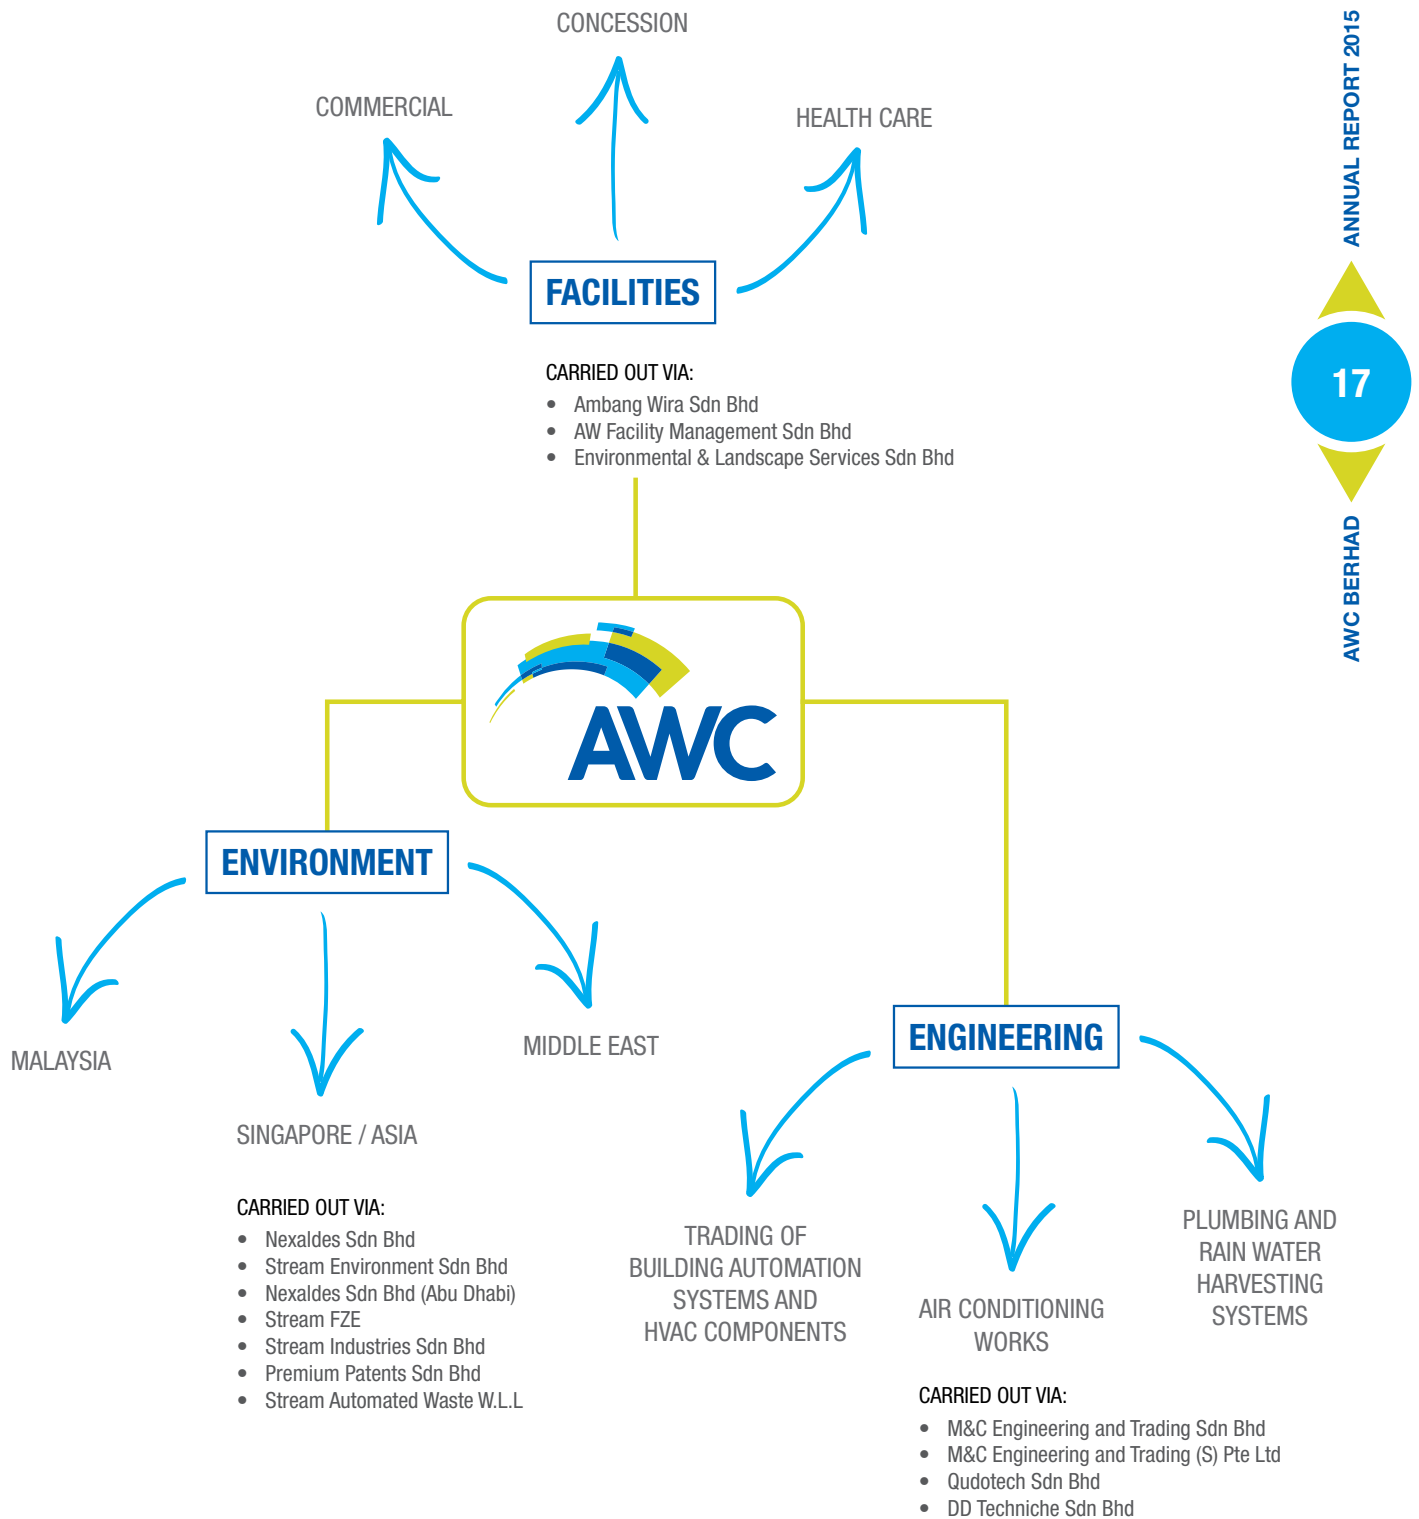 CONCESSION
COMMERCIAL
HEALTH CARE
FACILITIES
CARRIED OUT VIA:
• Ambang Wira Sdn Bhd
• AW Facility Management Sdn Bhd
• Environmental & Landscape Services Sdn Bhd
ANNUAL REPORT 2015
17
AWC BERHAD
AWC
ENVIRONMENT
MALAYSIA
SINGAPORE / ASIA
MIDDLE EAST
CARRIED OUT VIA:
• Nexaldes Sdn Bhd
• Stream Environment Sdn Bhd
• Nexaldes Sdn Bhd (Abu Dhabi)
• Stream FZE
• Stream Industries Sdn Bhd
• Premium Patents Sdn Bhd
• Stream Automated Waste W.L.L
ENGINEERING
TRADING OF
BUILDING AUTOMATION
SYSTEMS AND
HVAC COMPONENTS
AIR CONDITIONING
WORKS
PLUMBING AND
RAIN WATER
HARVESTING
SYSTEMS
CARRIED OUT VIA:
• M&C Engineering and Trading Sdn Bhd
• M&C Engineering and Trading (S) Pte Ltd
• Qudotech Sdn Bhd
• DD Techniche Sdn Bhd